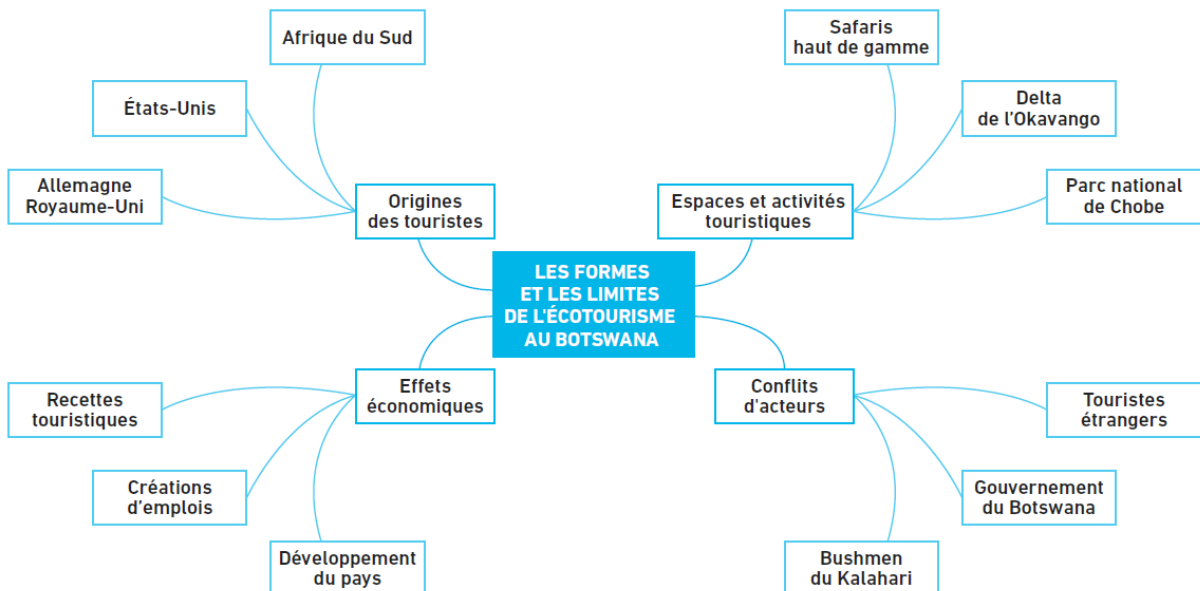 Afrique du Sud
États-Unis
Allemagne
Royaume-Uni
Origines
des touristes
Safaris
haut de gamme
Delta
de l'Okavango
Parc national
de Chobe
Espaces et activités
touristiques
LES FORMES
ET LES LIMITES
DE L'ÉCOTOURISME
AU BOTSWANA
Effets
économiques
Recettes
touristiques
Créations
d'emplois
Développement
du pays
Conflits
d'acteurs
Touristes
étrangers
Gouvernement
du Botswana
Bushmen
du Kalahari